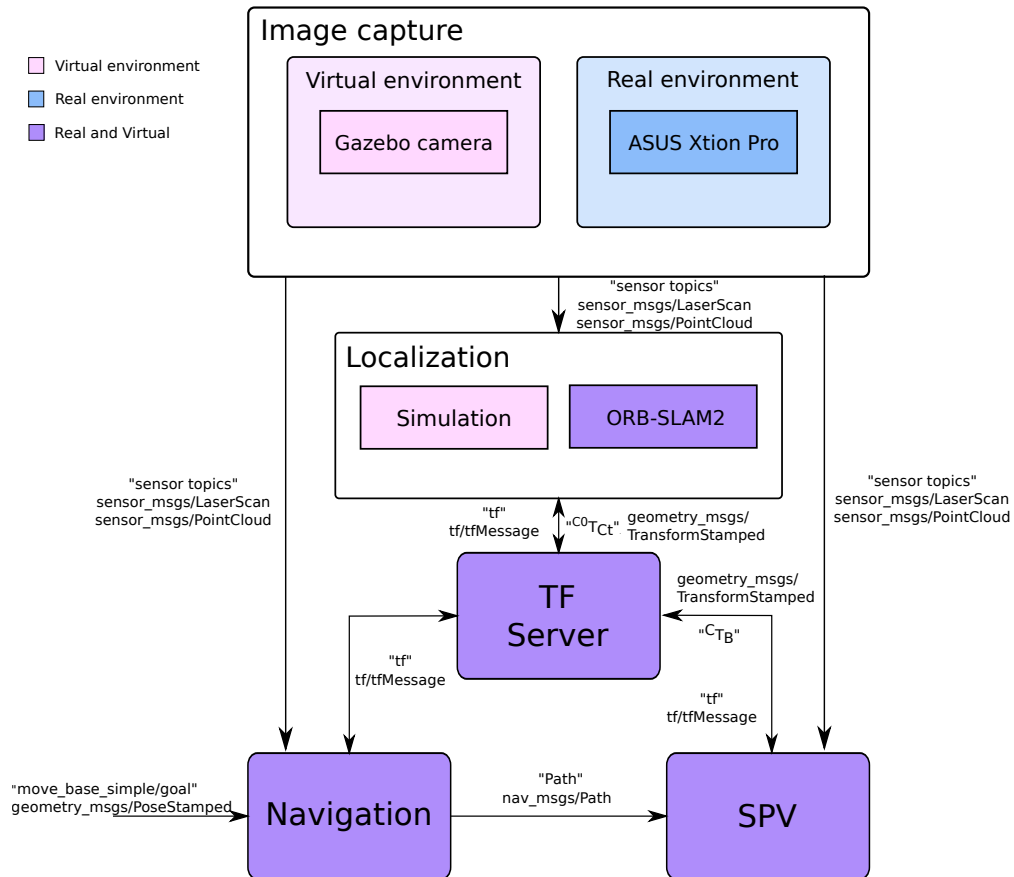 Image capture
Virtual environment
Real environment
Real and Virtual
Virtual environment
Gazebo camera
Real environment
ASUS Xtion Pro
"sensor topics"
sensor_msgs/LaserScan
sensor_msgs/PointCloud
Localization
Simulation
ORB-SLAM2
"sensor topics"
sensor_msgs/LaserScan
sensor_msgs/PointCloud
"sensor topics"
sensor_msgs/LaserScan
sensor_msgs/PointCloud
"tf"
tf/tfMessage
"C0TCt"
geometry_msgs/
TransformStamped
TF
Server
geometry_msgs/
TransformStamped
"CTB"
"tf"
tf/tfMessage
"tf"
tf/tfMessage
"move_base_simple/goal"
geometry_msgs/PoseStamped
Navigation
"Path"
nav_msgs/Path
SPV